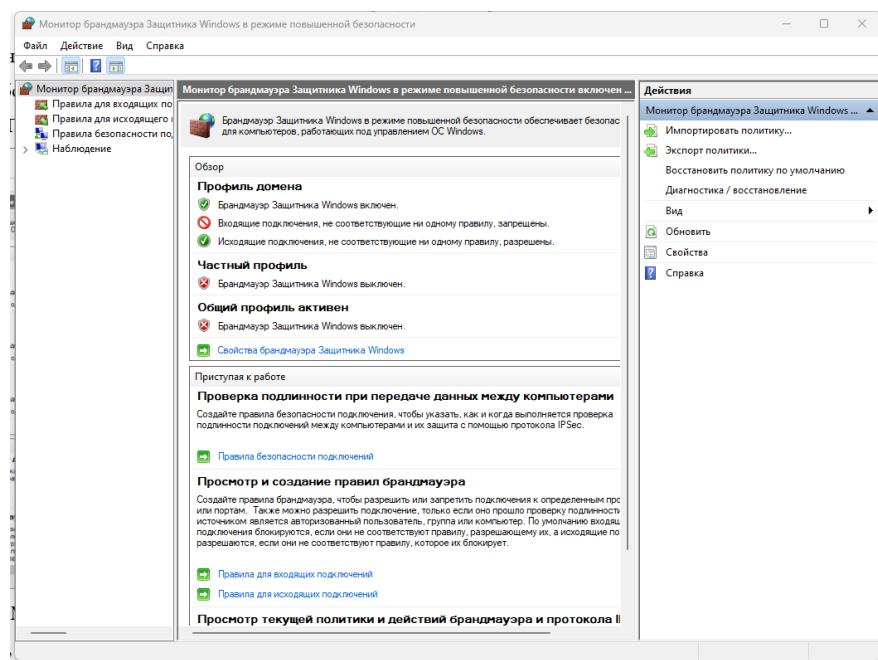 Монитор брандмауэра Защитника Windows в режиме повышенной безопасности
Файл Действие Вид Справка
Монитор брандмауэра Защит
Правила для входящих по
Правила для исходящего
Правила безопасности по,
Наблюдение
Монитор брандмауэра Защитника Windows в режиме повышенной безопасности включен ...
Брандмауэр Защитника Windows в режиме повышенной безопасности обеспечивает безопас
для компьютеров, работающих под управлением ОС Windows.
Обзор
Профиль домена
Брандмауэр Защитника Windows включен.
Входящие подключения, не соответствующие ни одному правилу, запрещены.
Исходящие подключения, не соответствующие ни одному правилу, разрешены.
Частный профиль
Брандмауэр Защитника Windows выключен.
Общий профиль активен
Брандмауэр Защитника Windows выключен.
Свойства брандмауэра Защитника Windows
Приступая к работе
Проверка подлинности при передаче данных между компьютерами
Создайте правила безопасности подключения, чтобы указать, как и когда выполняется проверка
подлинности подключений между компьютерами и их защита с помощью протокола IPSec.
Правила безопасности подключений
Просмотр и создание правил брандмауэра
Создайте правила брандмауэра, чтобы разрешить или запретить подключения к определенным про
или портам. Также можно разрешить подключение, только если оно прошло проверку подлинности
источником является авторизованный пользователь, группа или компьютер. По умолчанию входящ
подключения блокируются, если они не соответствуют правилу, разрешающему их, а исходящие по
разрешаются, если они не соответствуют правилу, которое их блокирует.
Правила для входящих подключений
Правила для исходящих подключений
Просмотр текущей политики и действий брандмауэра и протокола I
Действия
Монитор брандмауэра Защитника Windows ...
Импортировать политику...
Экспорт политики...
Восстановить политику по умолчанию
Диагностика / восстановление
Вид
Обновить
Свойства
Справка